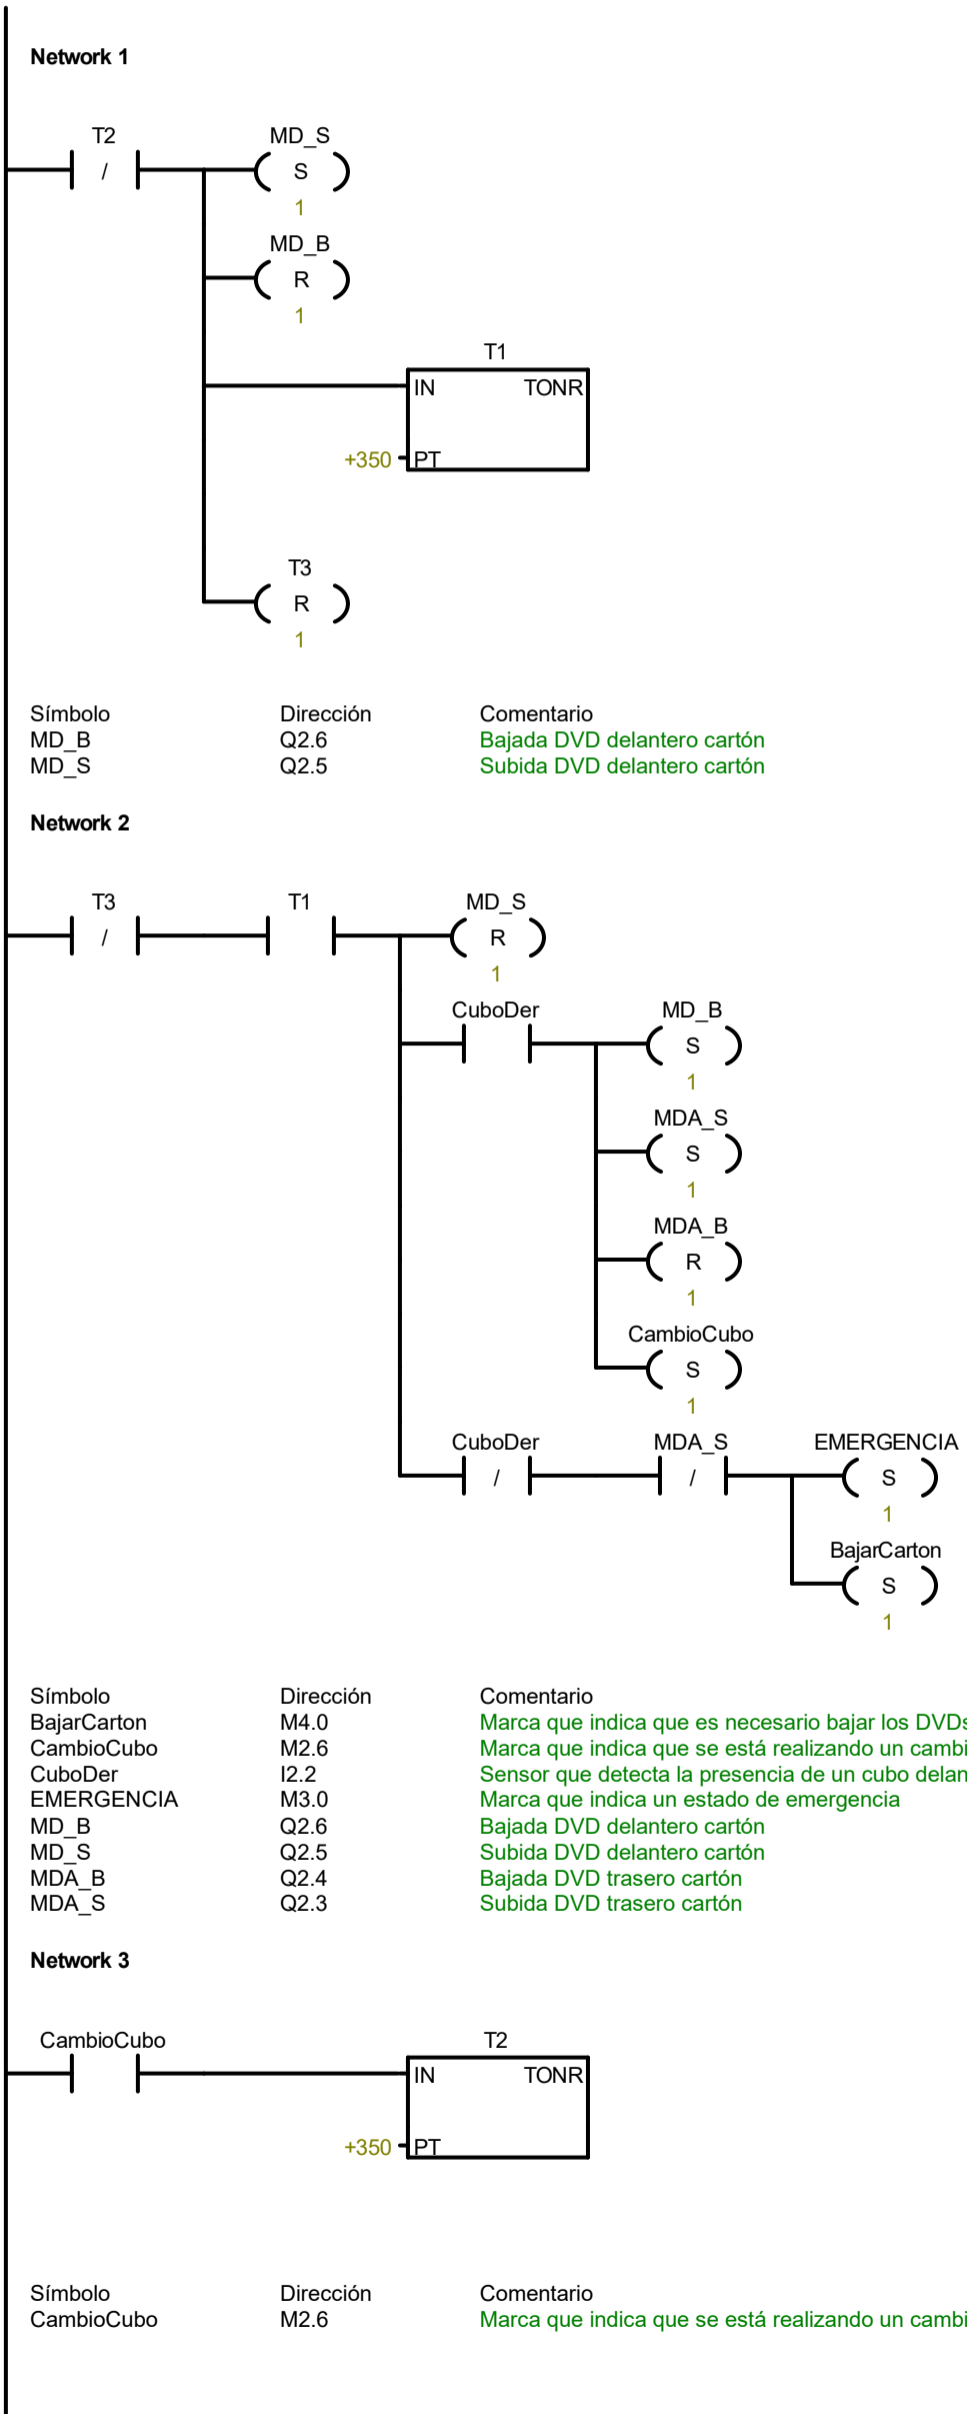 Network 1
T2
MD_S
/
S
1
MD_B
R
1
T1
IN TONR
+350 PT
T3
R
1
Símbolo Dirección Comentario
MD_B Q2.6 Bajada DVD delantero cartón
MD_S Q2.5 Subida DVD delantero cartón
Network 2
T3 T1 MD_S
/ R
1
CuboDer MD_B
S
1
MDA_S
S
1
MDA_B
R
1
CambioCubo
S
1
CuboDer MDA_S EMERGENCIA
/ / S
1
BajarCarton
S
1
Símbolo Dirección Comentario
BajarCarton M4.0 Marca que indica que es necesario bajar los DVDs
CambioCubo M2.6 Marca que indica que se está realizando un cambi
CuboDer I2.2 Sensor que detecta la presencia de un cubo delan
EMERGENCIA M3.0 Marca que indica un estado de emergencia
MD_B Q2.6 Bajada DVD delantero cartón
MD_S Q2.5 Subida DVD delantero cartón
MDA_B Q2.4 Bajada DVD trasero cartón
MDA_S Q2.3 Subida DVD trasero cartón
Network 3
CambioCubo T2
IN TONR
+350 PT
Símbolo Dirección Comentario
CambioCubo M2.6 Marca que indica que se está realizando un cambi